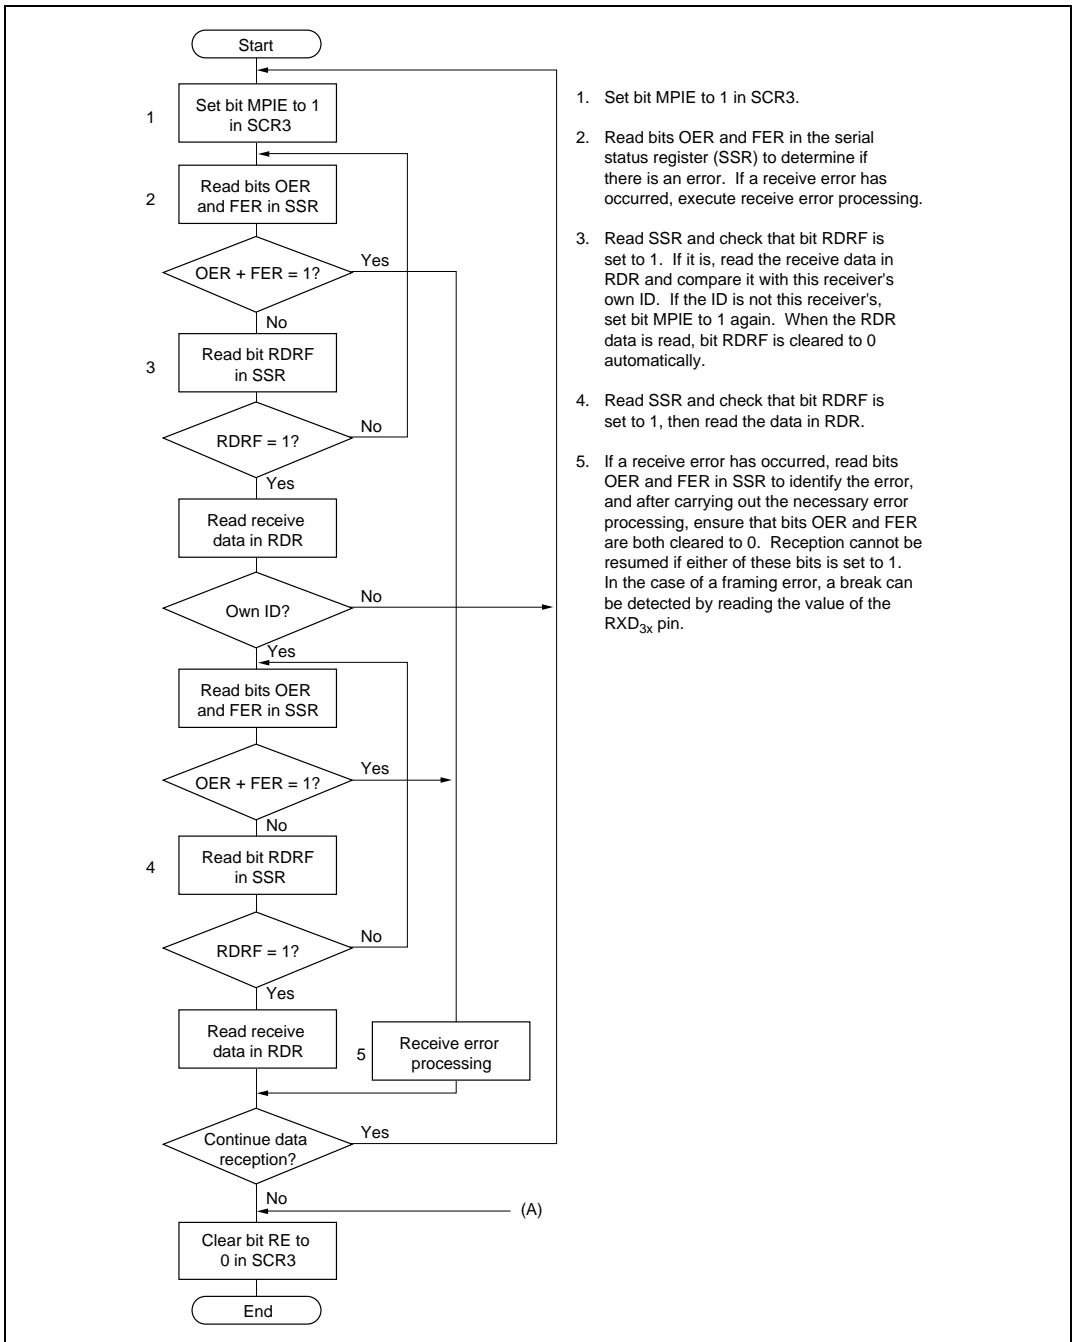 Start
1
Set bit MPIE to 1
in SCR3
2
Read bits OER
and FER in SSR
OER + FER = 1?
Yes
No
3
Read bit RDRF
in SSR
RDRF = 1?
No
Yes
Read receive
data in RDR
Own ID?
No
Yes
Read bits OER
and FER in SSR
OER + FER = 1?
Yes
No
4
Read bit RDRF
in SSR
RDRF = 1?
No
Yes
Read receive
data in RDR
5
Receive error
processing
Continue data
reception?
Yes
No
(A)
Clear bit RE to
0 in SCR3
End
1. Set bit MPIE to 1 in SCR3.
2. Read bits OER and FER in the serial
status register (SSR) to determine if
there is an error. If a receive error has
occurred, execute receive error processing.
3. Read SSR and check that bit RDRF is
set to 1. If it is, read the receive data in
RDR and compare it with this receiver's
own ID. If the ID is not this receiver's,
set bit MPIE to 1 again. When the RDR
data is read, bit RDRF is cleared to 0
automatically.
4. Read SSR and check that bit RDRF is
set to 1, then read the data in RDR.
5. If a receive error has occurred, read bits
OER and FER in SSR to identify the error,
and after carrying out the necessary error
processing, ensure that bits OER and FER
are both cleared to 0. Reception cannot be
resumed if either of these bits is set to 1.
In the case of a framing error, a break can
be detected by reading the value of the
RXD3x pin.